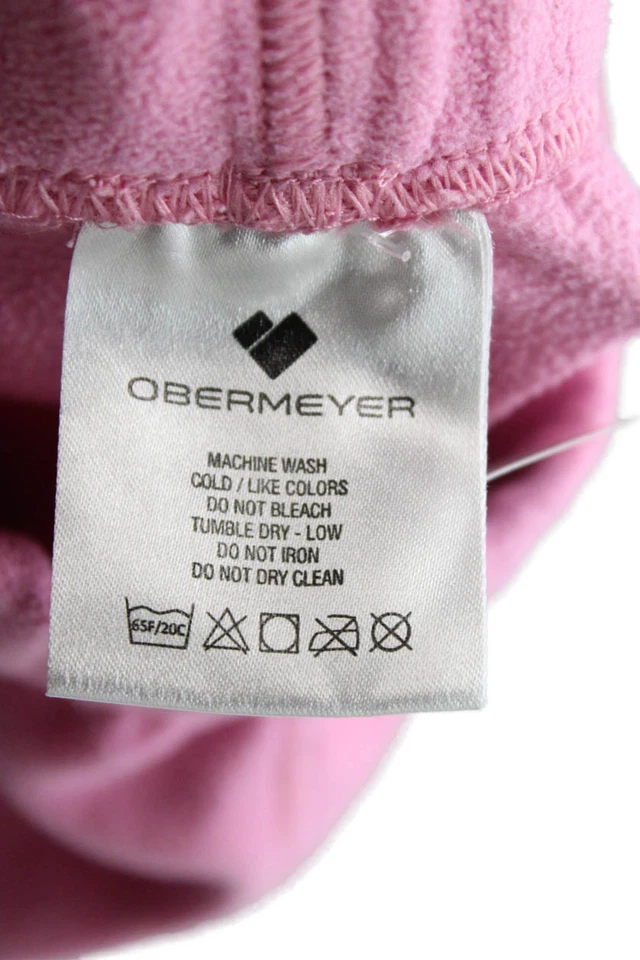 OBERMEYER
MACHINE WASH
COLD / LIKE COLORS
DO NOT BLEACH
TUMBLE DRY - LOW
DO NOT IRON
DO NOT DRY CLEAN
65F/20C